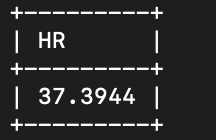 +---------+
| HR      |
+---------+
| 37.3944 |
+---------+